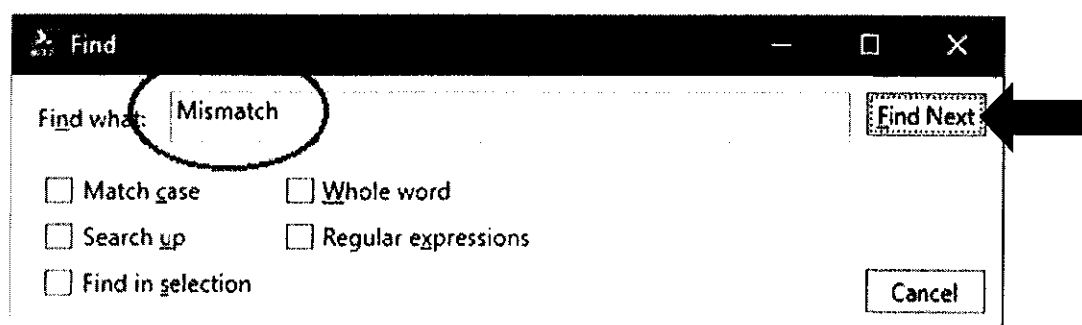 Find
Find what: Mismatch Find Next
Match case Whole word
Search up Regular expressions
Find in selection
Cancel